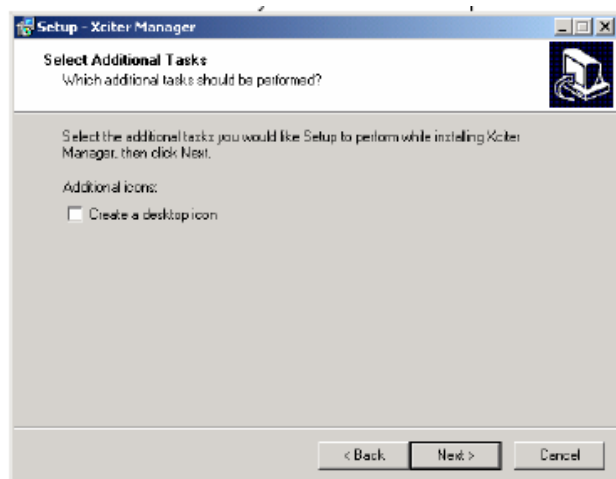 Setup - Xciter Manager
Select Additional Tasks
Which additional tasks should be performed?
Select the additional tasks you would like Setup to perform while installing Xciter
Manager, then click Next.
Additional icons:
Create a desktop icon
< Back
Next >
Cancel